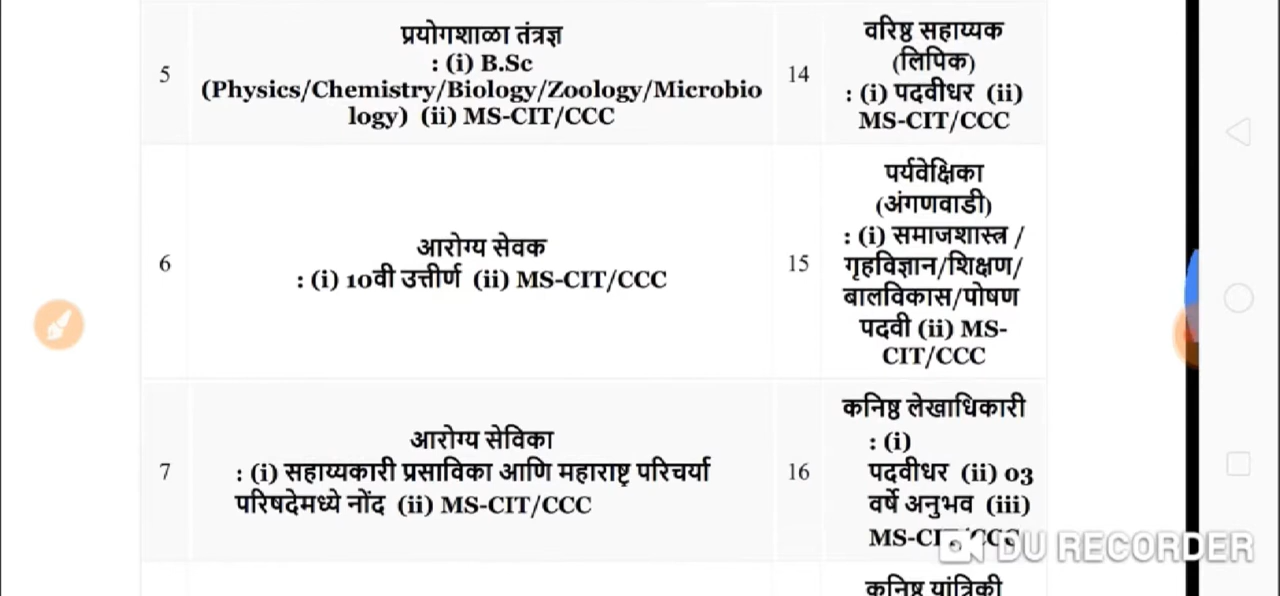 5
प्रयोगशाळा तंत्रज्ञ
: (i) B.Sc
(Physics/Chemistry/Biology/Zoology/Microbio
logy) (ii) MS-CIT/CCC
14
वरिष्ठ सहाय्यक
(लिपिक)
: (i) पदवीधर (ii)
MS-CIT/CCC
6
आरोग्य सेवक
: (i) 10वी उत्तीर्ण (ii) MS-CIT/CCC
15
पर्यवेक्षिका
(अंगणवाडी)
: (i) समाजशास्त्र /
गृहविज्ञान/शिक्षण/
बालविकास/पोषण
पदवी (ii) MS-
CIT/CCC
7
आरोग्य सेविका
: (i) सहाय्यकारी प्रसाविका आणि महाराष्ट्र परिचर्या
परिषदेमध्ये नोंद (ii) MS-CIT/CCC
16
कनिष्ठ लेखाधिकारी
: (i)
पदवीधर (ii) 03
वर्षे अनुभव (iii)
MS-CIT/CCC
DU RECORDER
कनिष्ठ यांत्रिकी